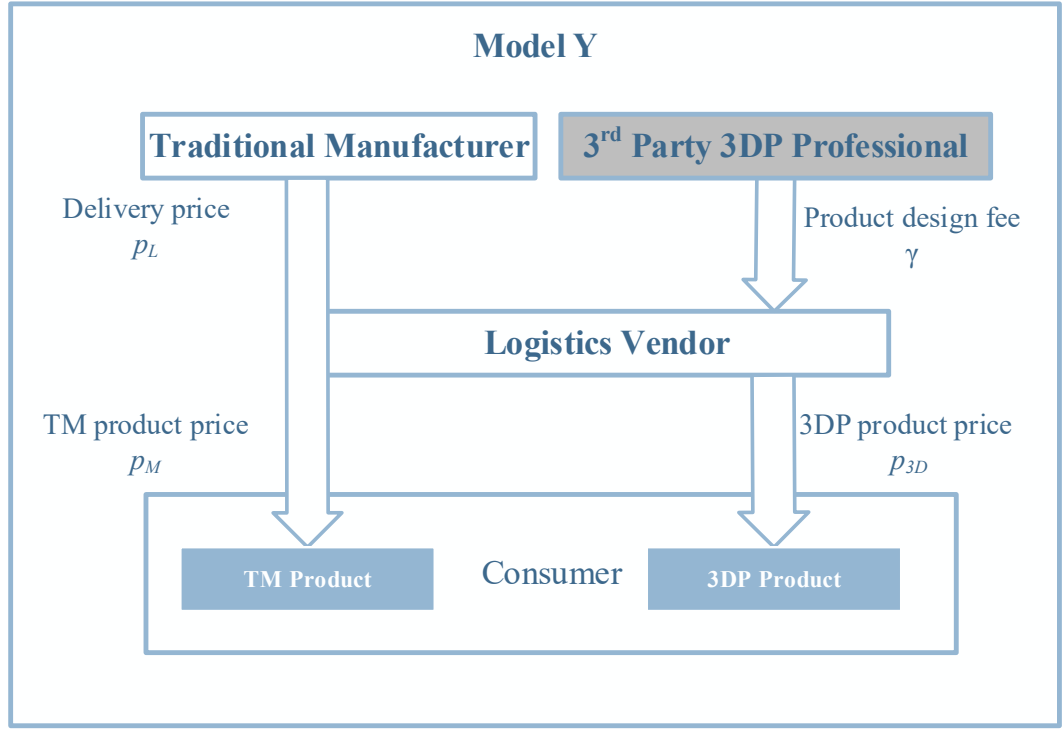 Model Y
Traditional Manufacturer
3rd Party 3DP Professional
Delivery price
pL
Product design fee
γ
Logistics Vendor
TM product price
pM
3DP product price
p3D
TM Product
Consumer
3DP Product